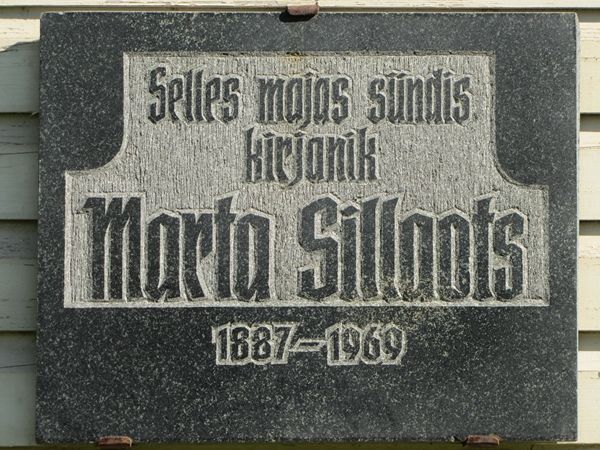 Selles majas sündis
kirjanik
Marta Sillaots
1887–1969